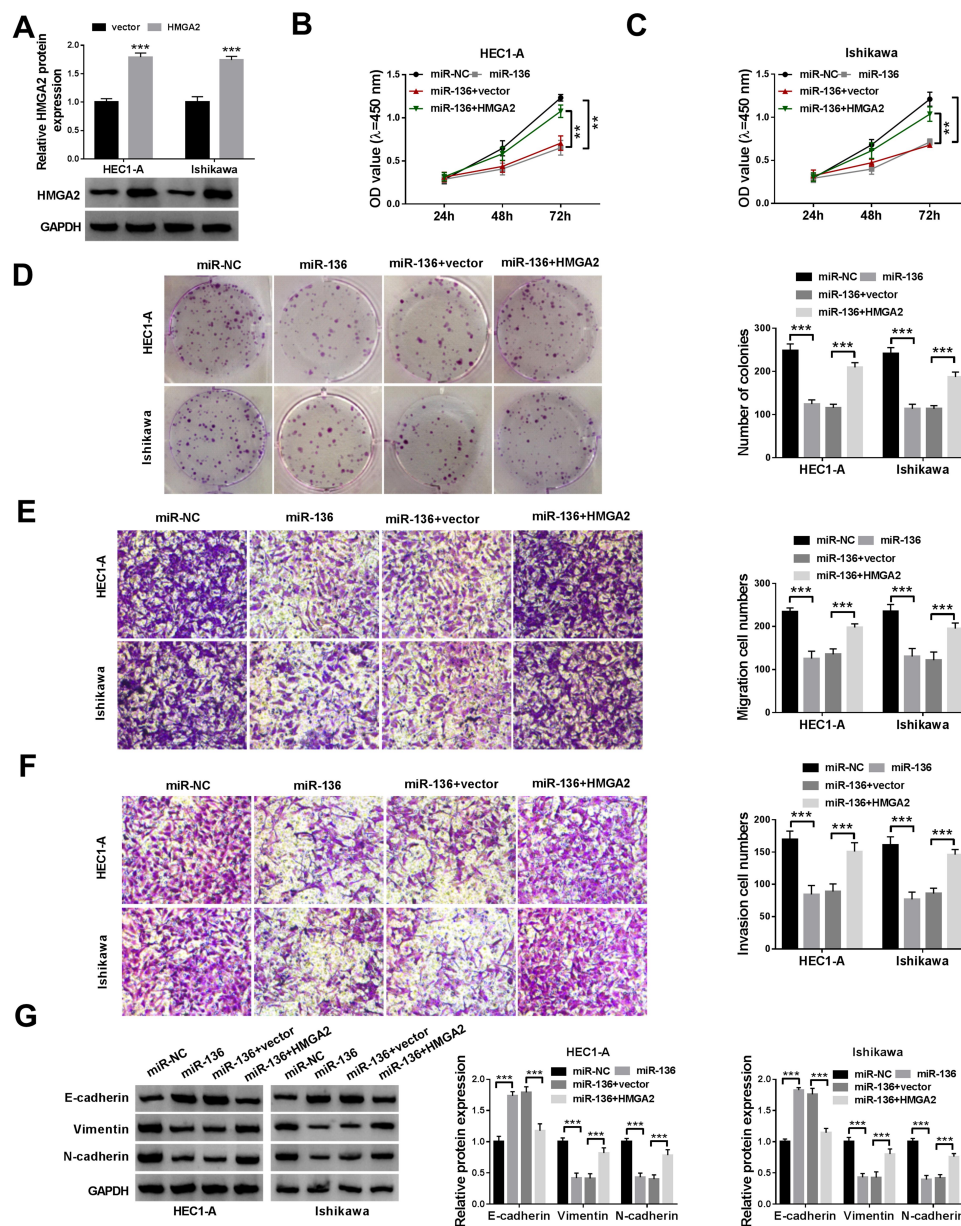 A
vector HMGA2
Relative HMGA2 protein
expression
2.0
1.5
1.0
0.5
0.0
*** ***
HEC1-A Ishikawa
HMGA2
GAPDH
B
HEC1-A
miR-NC miR-136
miR-136+vector
miR-136+HMGA2
OD value (λ=450 nm)
1.5
1.0
0.5
0.0
24h 48h 72h
** **
C
Ishikawa
miR-NC miR-136
miR-136+vector
miR-136+HMGA2
OD value (λ=450 nm)
1.5
1.0
0.5
0.0
24h 48h 72h
** **
D
miR-NC miR-136 miR-136+vector miR-136+HMGA2
HEC1-A
Ishikawa
miR-NC miR-136
miR-136+vector
miR-136+HMGA2
Number of colonies
300
200
100
0
*** *** *** ***
HEC1-A Ishikawa
E
miR-NC miR-136 miR-136+vector miR-136+HMGA2
HEC1-A
Ishikawa
miR-NC miR-136
miR-136+vector
miR-136+HMGA2
Migration cell numbers
300
200
100
0
*** *** *** ***
HEC1-A Ishikawa
F
miR-NC miR-136 miR-136+vector miR-136+HMGA2
HEC1-A
Ishikawa
miR-NC miR-136
miR-136+vector
miR-136+HMGA2
Invasion cell numbers
200
150
100
50
0
*** *** *** ***
HEC1-A Ishikawa
G
miR-NC miR-136 miR-136+vector miR-136+HMGA2 miR-NC miR-136 miR-136+vector miR-136+HMGA2
E-cadherin
Vimentin
N-cadherin
GAPDH
HEC1-A Ishikawa
HEC1-A
miR-NC miR-136
miR-136+vector
miR-136+HMGA2
Relative protein expression
2.0
1.5
1.0
0.5
0.0
*** *** *** *** *** ***
E-cadherin Vimentin N-cadherin
Ishikawa
miR-NC miR-136
miR-136+vector
miR-136+HMGA2
Relative protein expression
2.0
1.5
1.0
0.5
0.0
*** *** *** *** *** ***
E-cadherin Vimentin N-cadherin